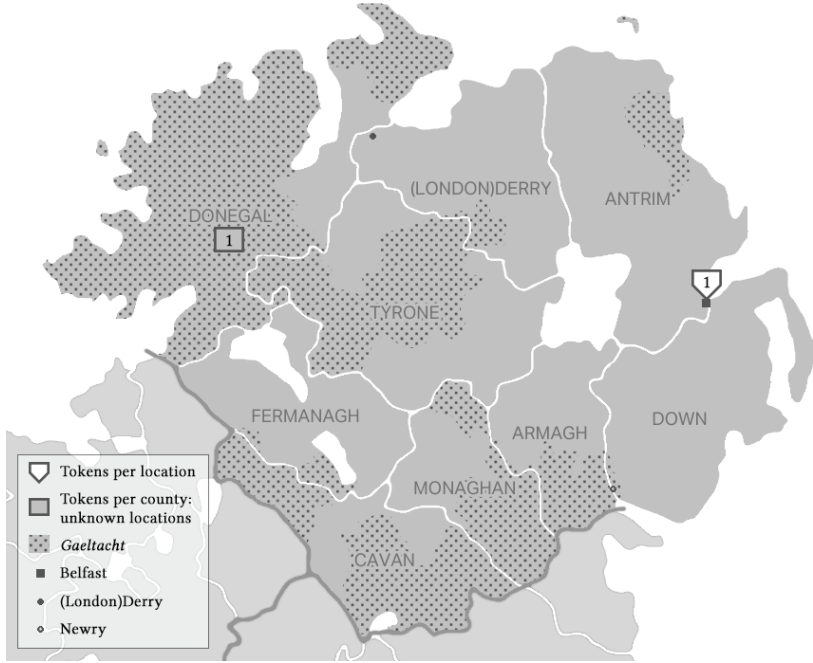 (LONDON)DERRY
ANTRIM
DONEGAL
1
1
TYRONE
FERMANAGH
DOWN
ARMAGH
MONAGHAN
CAVAN
Tokens per location
Tokens per county:
unknown locations
Gaeltacht
Belfast
(London)Derry
Newry